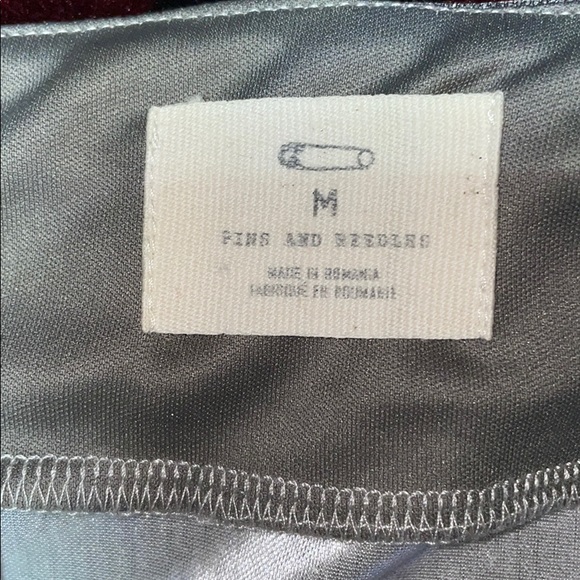 M
PINS AND NEEDLES
MADE IN ROMANIA
FABRIQUÉ EN ROUMANIE